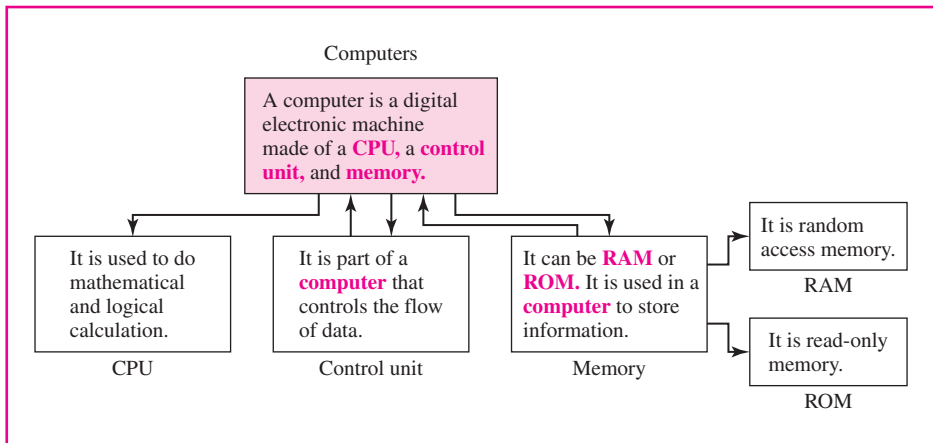 Computers
A computer is a digital
electronic machine
made of a CPU, a control
unit, and memory.
It is used to do
mathematical
and logical
calculation.
CPU
It is part of a
computer that
controls the flow
of data.
Control unit
It can be RAM or
ROM. It is used in a
computer to store
information.
Memory
It is random
access memory.
RAM
It is read-only
memory.
ROM